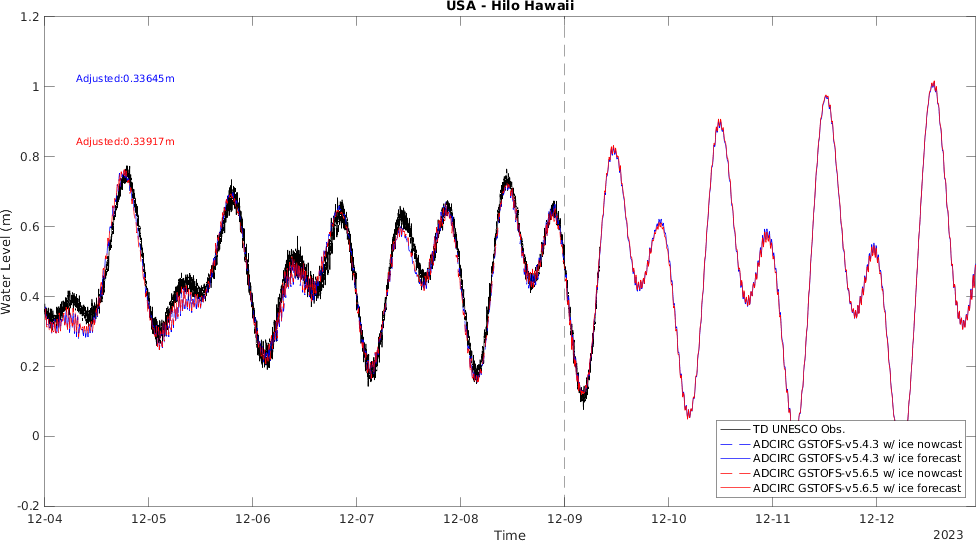 USA - Hilo Hawaii
1.2
1
0.8
0.6
0.4
0.2
0
-0.2
Water Level (m)
Adjusted:0.33645m
Adjusted:0.33917m
TD UNESCO Obs.
ADCIRC GSTOFS-v5.4.3 w/ ice nowcast
ADCIRC GSTOFS-v5.4.3 w/ ice forecast
ADCIRC GSTOFS-v5.6.5 w/ ice nowcast
ADCIRC GSTOFS-v5.6.5 w/ ice forecast
12-04 12-05 12-06 12-07 12-08 12-09 12-10 12-11 12-12
Time
2023